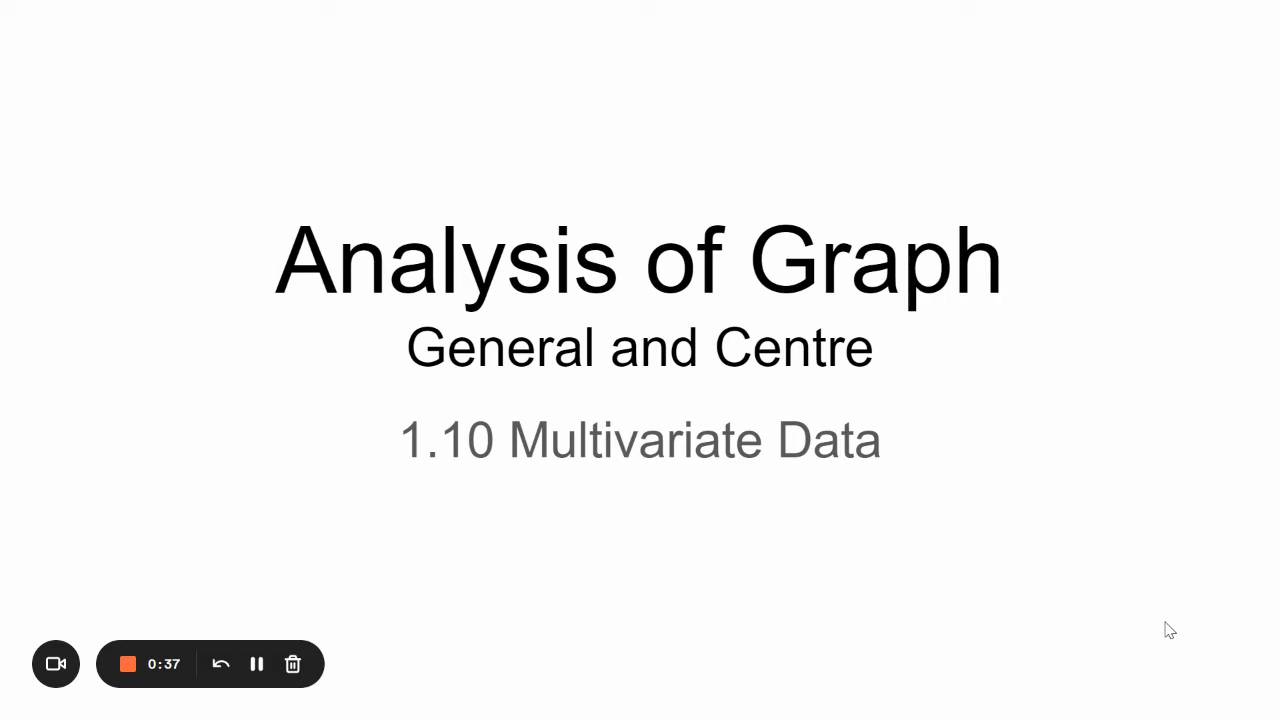 Analysis of Graph
General and Centre
1.10 Multivariate Data
0:37